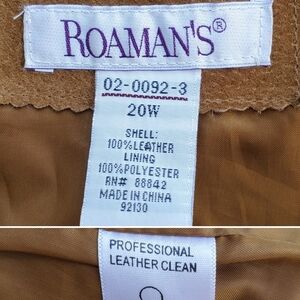 ROAMAN'S®
02-0092-3
20W
SHELL:
100%LEATHER
LINING
100%POLYESTER
RN# 88842
MADE IN CHINA
92130
PROFESSIONAL
LEATHER CLEAN